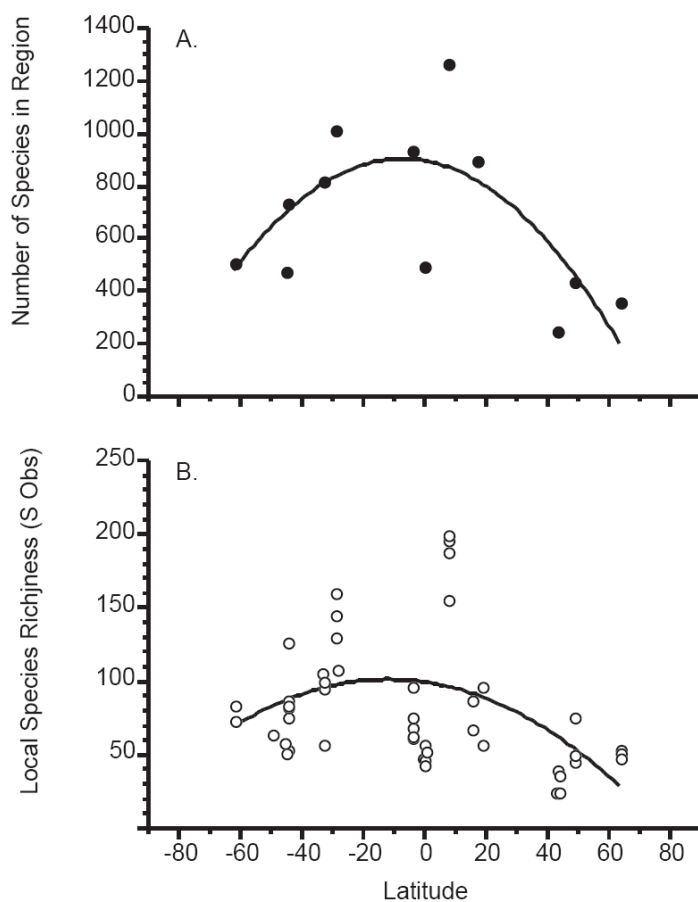 A.
Number of Species in Region
1400
1200
1000
800
600
400
200
0
B.
Local Species Richjness (S Obs)
250
200
150
100
50
-80 -60 -40 -20 0 20 40 60 80
Latitude